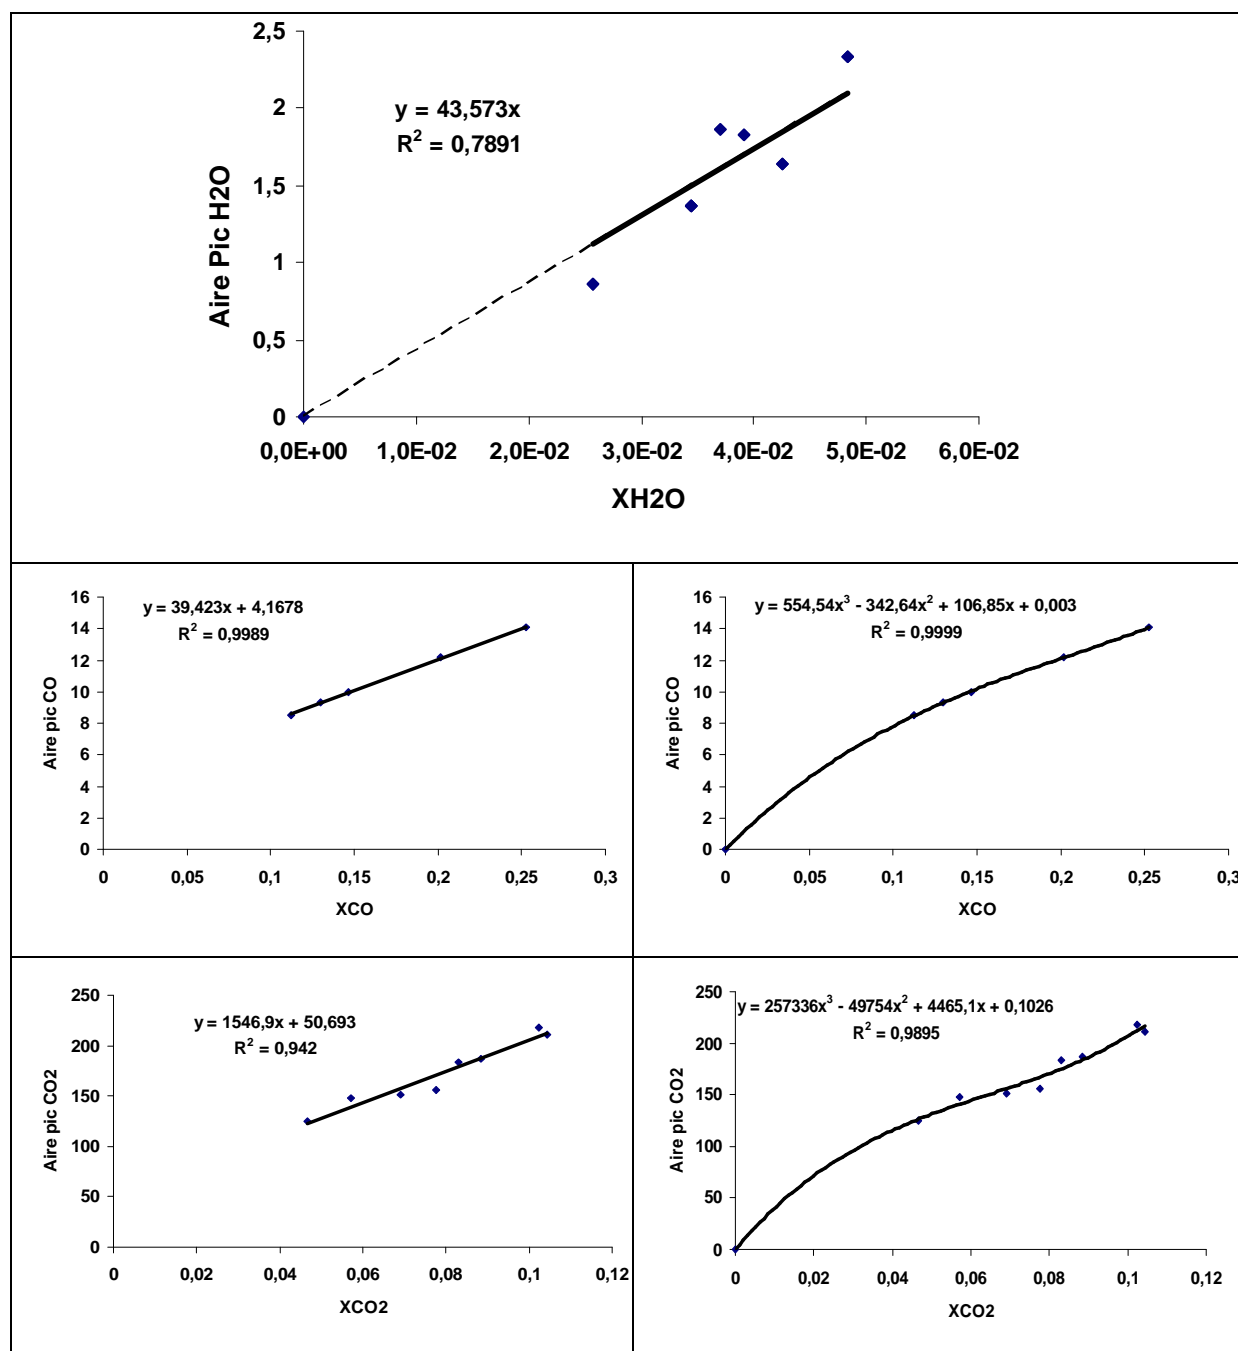 2,5
2
1,5
1
0,5
0
y = 43,573x
R² = 0,7891
Aire Pic H2O
0,0E+00 1,0E-02 2,0E-02 3,0E-02 4,0E-02 5,0E-02 6,0E-02
XH2O
16
14
12
10
8
6
4
2
0
y = 39,423x + 4,1678
R² = 0,9989
Aire pic CO
0 0,05 0,1 0,15 0,2 0,25 0,3
XCO
16
14
12
10
8
6
4
2
0
y = 554,54x³ - 342,64x² + 106,85x + 0,003
R² = 0,9999
Aire pic CO
0 0,05 0,1 0,15 0,2 0,25 0,3
XCO
250
200
150
100
50
0
y = 1546,9x + 50,693
R² = 0,942
Aire pic CO2
0 0,02 0,04 0,06 0,08 0,1 0,12
XCO2
250
200
150
100
50
0
y = 257336x³ - 49754x² + 4465,1x + 0,1026
R² = 0,9895
Aire pic CO2
0 0,02 0,04 0,06 0,08 0,1 0,12
XCO2